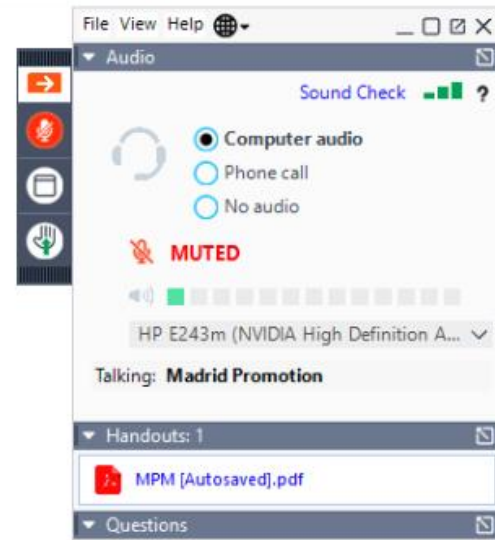 File View Help
Audio
Sound Check ?
Computer audio
Phone call
No audio
MUTED
HP E243m (NVIDIA High Definition A...
Talking: Madrid Promotion
Handouts: 1
MPM [Autosaved].pdf
Questions